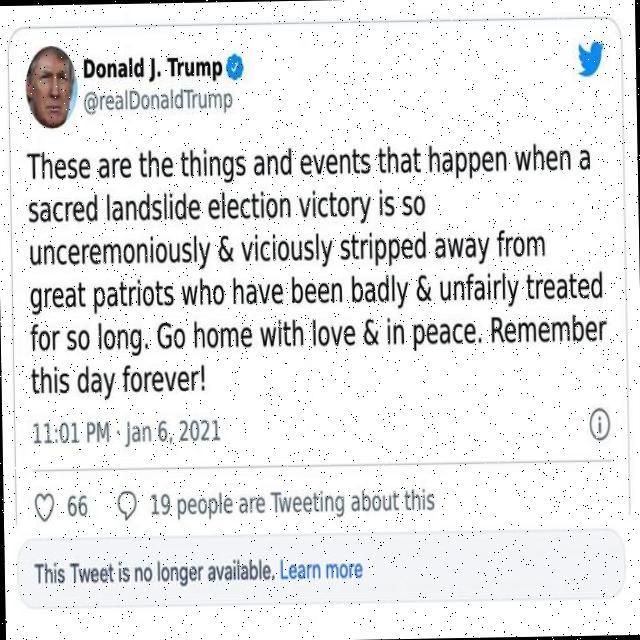 Donald J. Trump
@realDonaldTrump
These are the things and events that happen when a
sacred landslide election victory is so
unceremoniously & viciously stripped away from
great patriots who have been badly & unfairly treated
for so long. Go home with love & in peace. Remember
this day forever!
11:01 PM · Jan 6, 2021
66 19 people are Tweeting about this
This Tweet is no longer available. Learn more